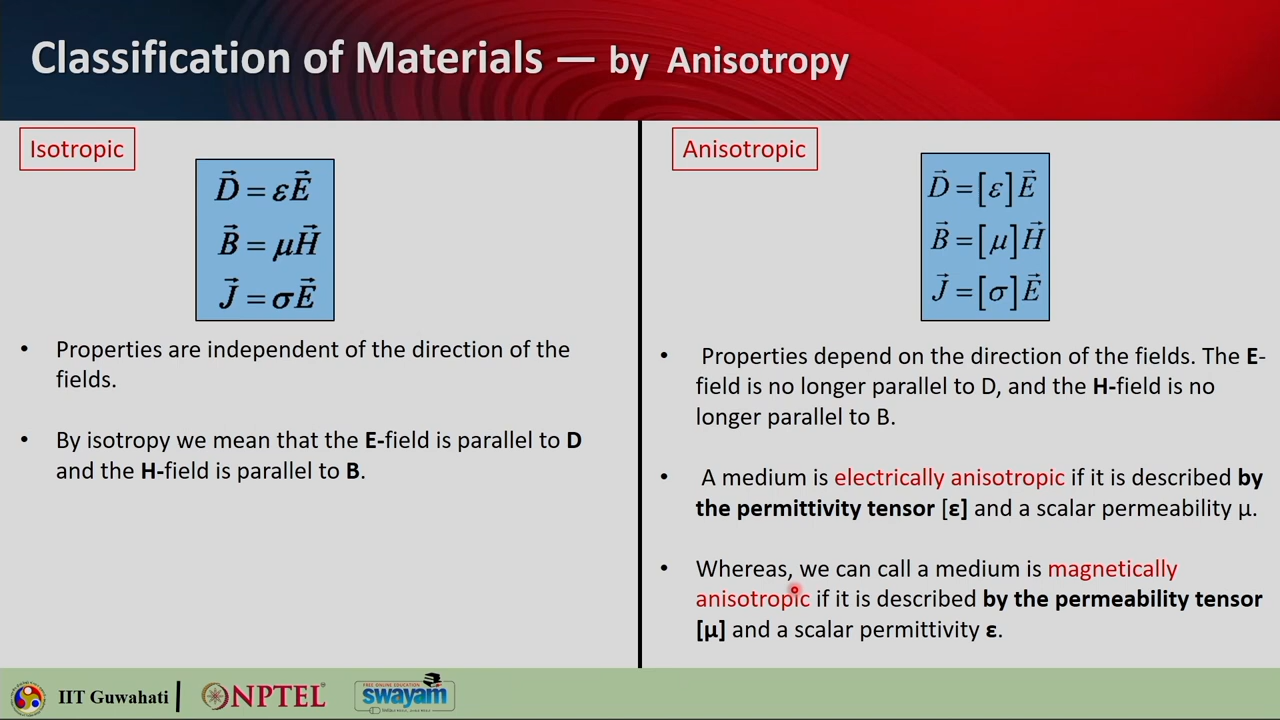 Classification of Materials — by Anisotropy
Isotropic
D⃗ = εE⃗
B⃗ = μH⃗
J⃗ = σE⃗
• Properties are independent of the direction of the
fields.
• By isotropy we mean that the E-field is parallel to D
and the H-field is parallel to B.
Anisotropic
D⃗ = [ε] E⃗
B⃗ = [μ] H⃗
J⃗ = [σ] E⃗
• Properties depend on the direction of the fields. The E-
field is no longer parallel to D, and the H-field is no
longer parallel to B.
• A medium is electrically anisotropic if it is described by
the permittivity tensor [ε] and a scalar permeability μ.
• Whereas, we can call a medium is magnetically
anisotropic if it is described by the permeability tensor
[μ] and a scalar permittivity ε.
IIT Guwahati
NPTEL
FREE ONLINE EDUCATION
swayam